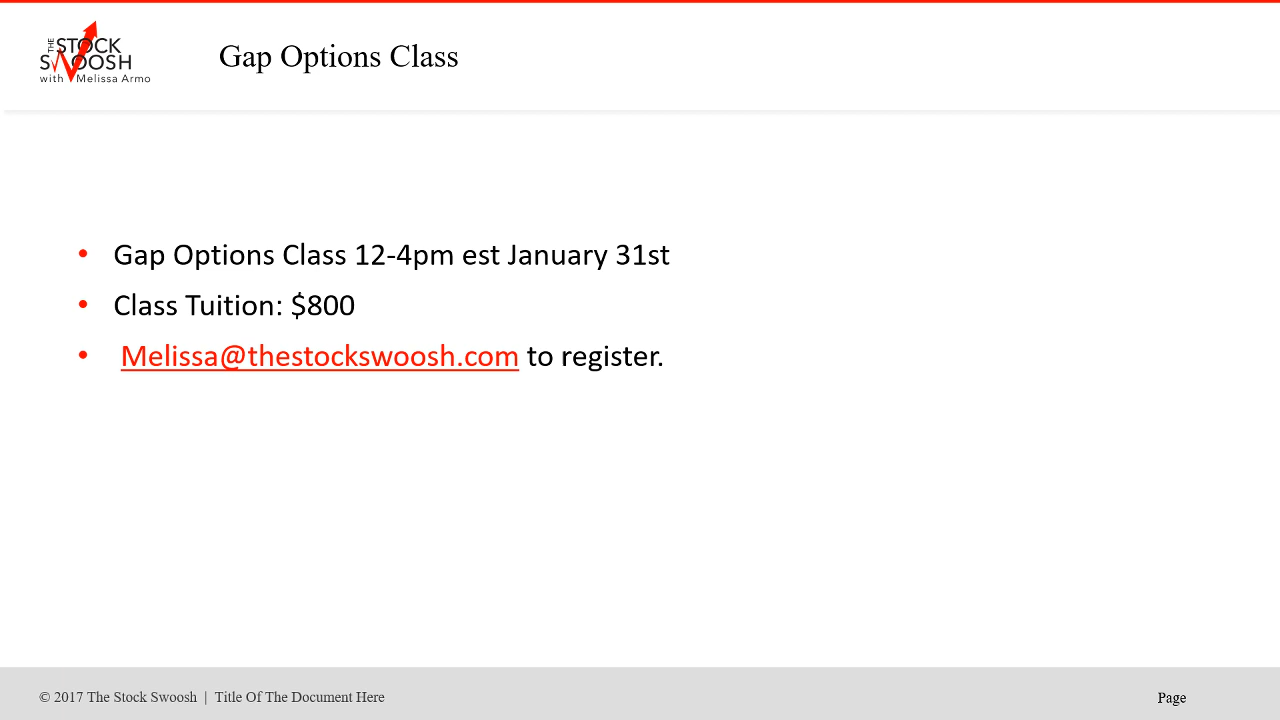 THE STOCK
SWOOSH
with Melissa Armo
Gap Options Class
• Gap Options Class 12-4pm est January 31st
• Class Tuition: $800
• Melissa@thestockswoosh.com to register.
© 2017 The Stock Swoosh | Title Of The Document Here
Page